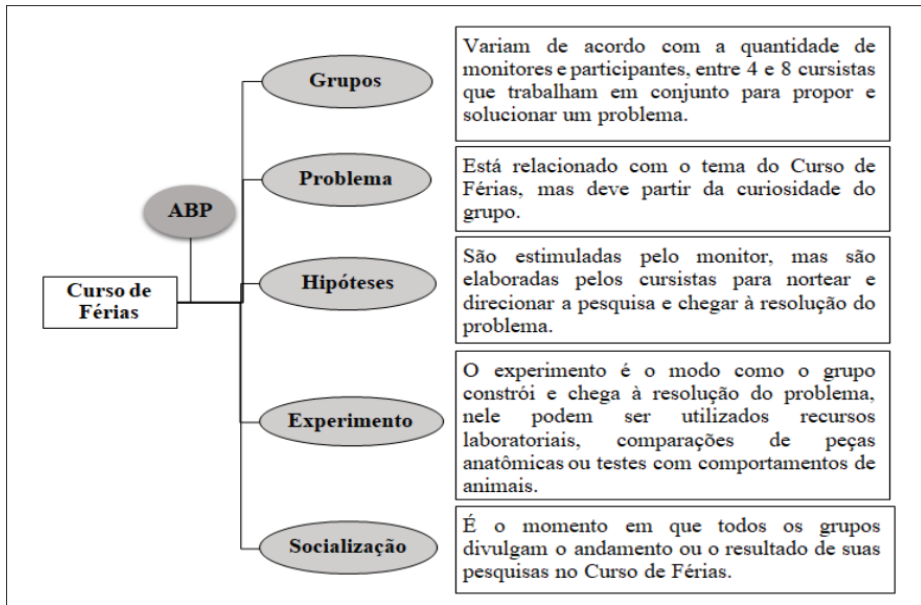 Grupos
Variam de acordo com a quantidade de
monitores e participantes, entre 4 e 8 cursistas
que trabalham em conjunto para propor e
solucionar um problema.
Problema
Está relacionado com o tema do Curso de
Férias, mas deve partir da curiosidade do
grupo.
ABP
Curso de
Férias
Hipóteses
São estimuladas pelo monitor, mas são
elaboradas pelos cursistas para nortear e
direcionar a pesquisa e chegar à resolução do
problema.
Experimento
O experimento é o modo como o grupo
constrói e chega à resolução do problema,
nele podem ser utilizados recursos
laboratoriais, comparações de peças
anatômicas ou testes com comportamentos de
animais.
Socialização
É o momento em que todos os grupos
divulgam o andamento ou o resultado de suas
pesquisas no Curso de Férias.